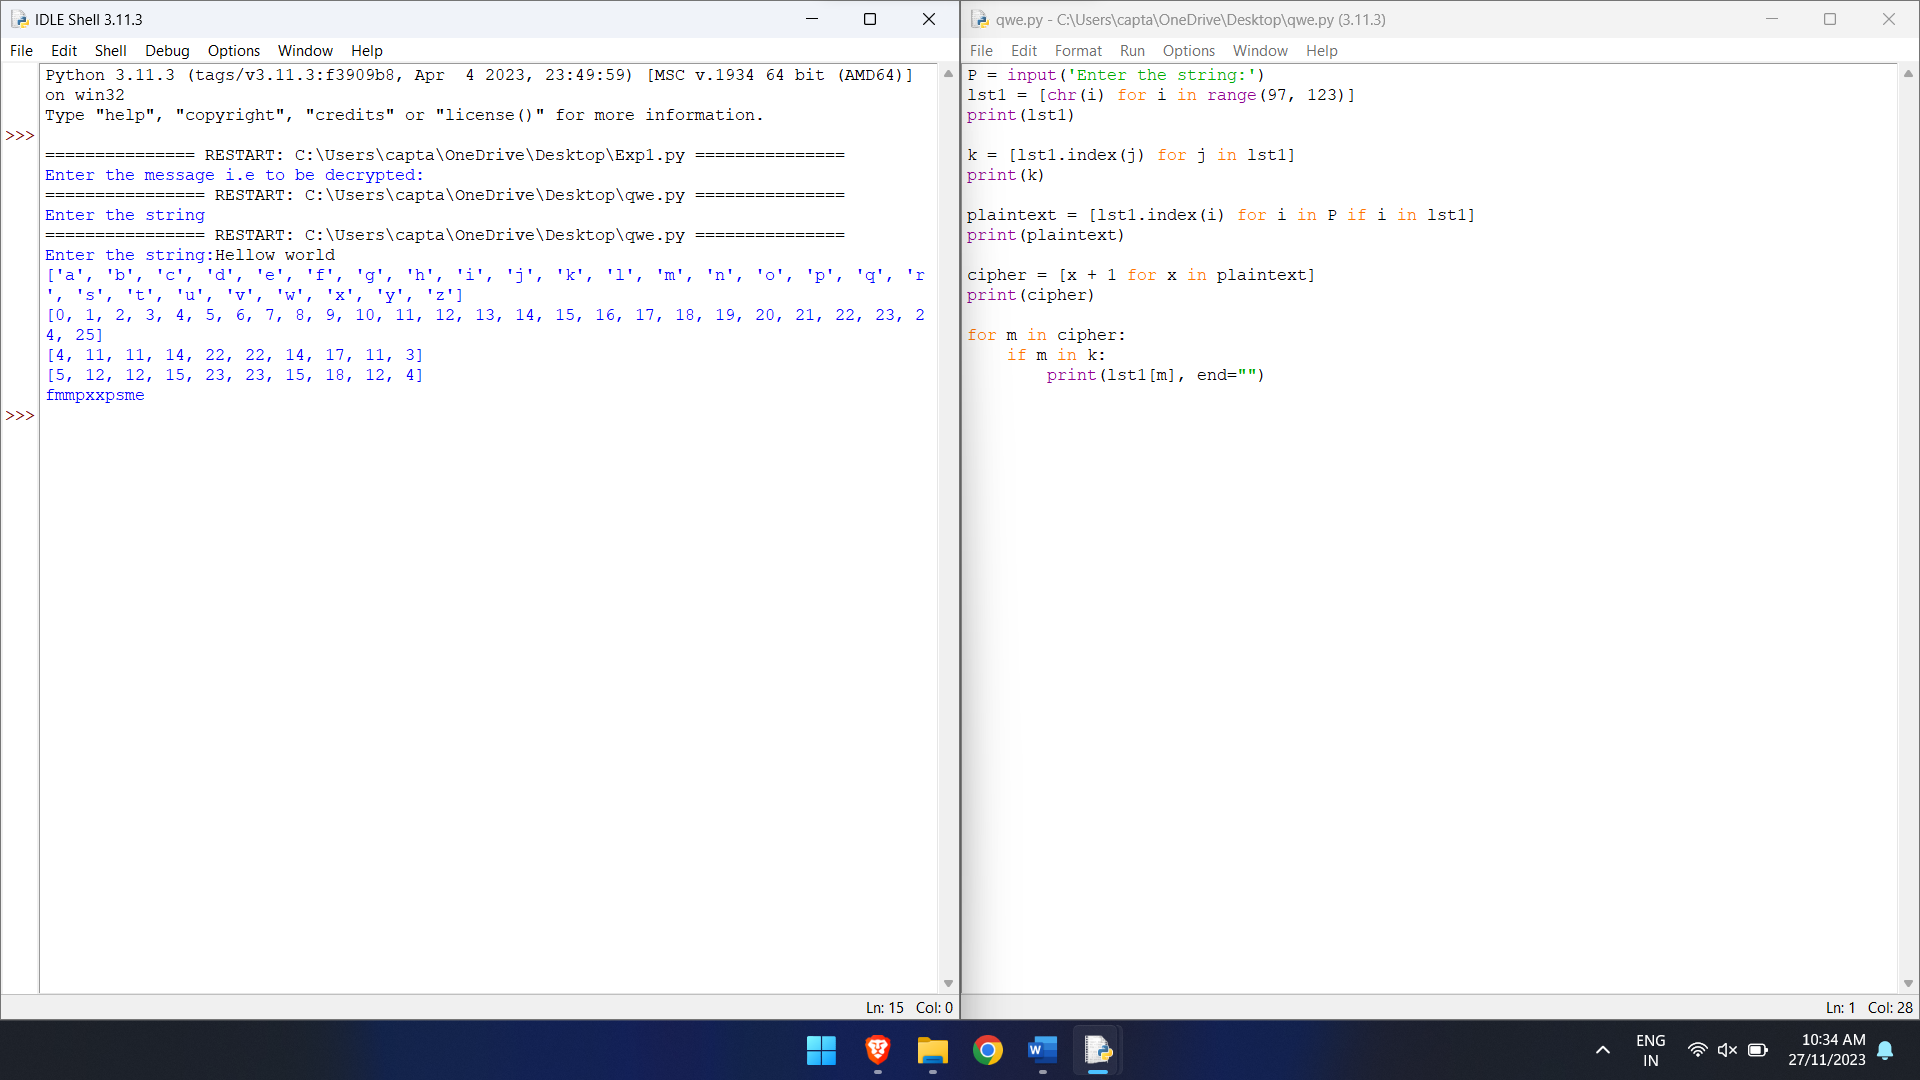 IDLE Shell 3.11.3
File Edit Shell Debug Options Window Help
Python 3.11.3 (tags/v3.11.3:f3909b8, Apr  4 2023, 23:49:59) [MSC v.1934 64 bit (AMD64)]
on win32
Type "help", "copyright", "credits" or "license()" for more information.
>>>
=============== RESTART: C:\Users\capta\OneDrive\Desktop\Exp1.py ===============
Enter the message i.e to be decrypted:
================ RESTART: C:\Users\capta\OneDrive\Desktop\qwe.py ===============
Enter the string
================ RESTART: C:\Users\capta\OneDrive\Desktop\qwe.py ===============
Enter the string:Hellow world
['a', 'b', 'c', 'd', 'e', 'f', 'g', 'h', 'i', 'j', 'k', 'l', 'm', 'n', 'o', 'p', 'q', 'r
', 's', 't', 'u', 'v', 'w', 'x', 'y', 'z']
[0, 1, 2, 3, 4, 5, 6, 7, 8, 9, 10, 11, 12, 13, 14, 15, 16, 17, 18, 19, 20, 21, 22, 23, 2
4, 25]
[4, 11, 11, 14, 22, 22, 14, 17, 11, 3]
[5, 12, 12, 15, 23, 23, 15, 18, 12, 4]
fmmpxxpsme
>>>
Ln: 15 Col: 0
qwe.py - C:\Users\capta\OneDrive\Desktop\qwe.py (3.11.3)
File Edit Format Run Options Window Help
P = input('Enter the string:')
lst1 = [chr(i) for i in range(97, 123)]
print(lst1)
k = [lst1.index(j) for j in lst1]
print(k)
plaintext = [lst1.index(i) for i in P if i in lst1]
print(plaintext)
cipher = [x + 1 for x in plaintext]
print(cipher)
for m in cipher:
    if m in k:
        print(lst1[m], end="")
Ln: 1 Col: 28
W
ENG
IN
10:34 AM
27/11/2023